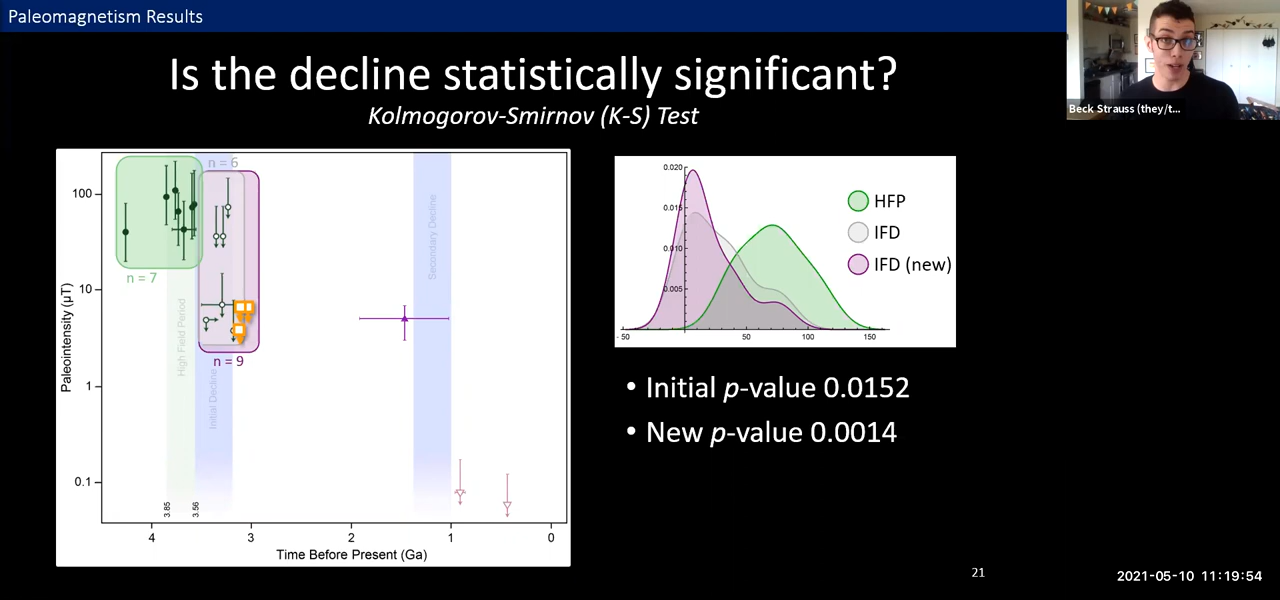 Paleomagnetism Results
Is the decline statistically significant?
Kolmogorov-Smirnov (K-S) Test
Beck Strauss (they/t...
n = 6
n = 7
n = 9
High Field Period
Initial Decline
Secondary Decline
3.85
3.56
Paleointensity (μT)
100
10
1
0.1
4 3 2 1 0
Time Before Present (Ga)
0.020
0.015
0.010
0.005
- 50 50 100 150
HFP
IFD
IFD (new)
• Initial p-value 0.0152
• New p-value 0.0014
21
2021-05-10 11:19:54